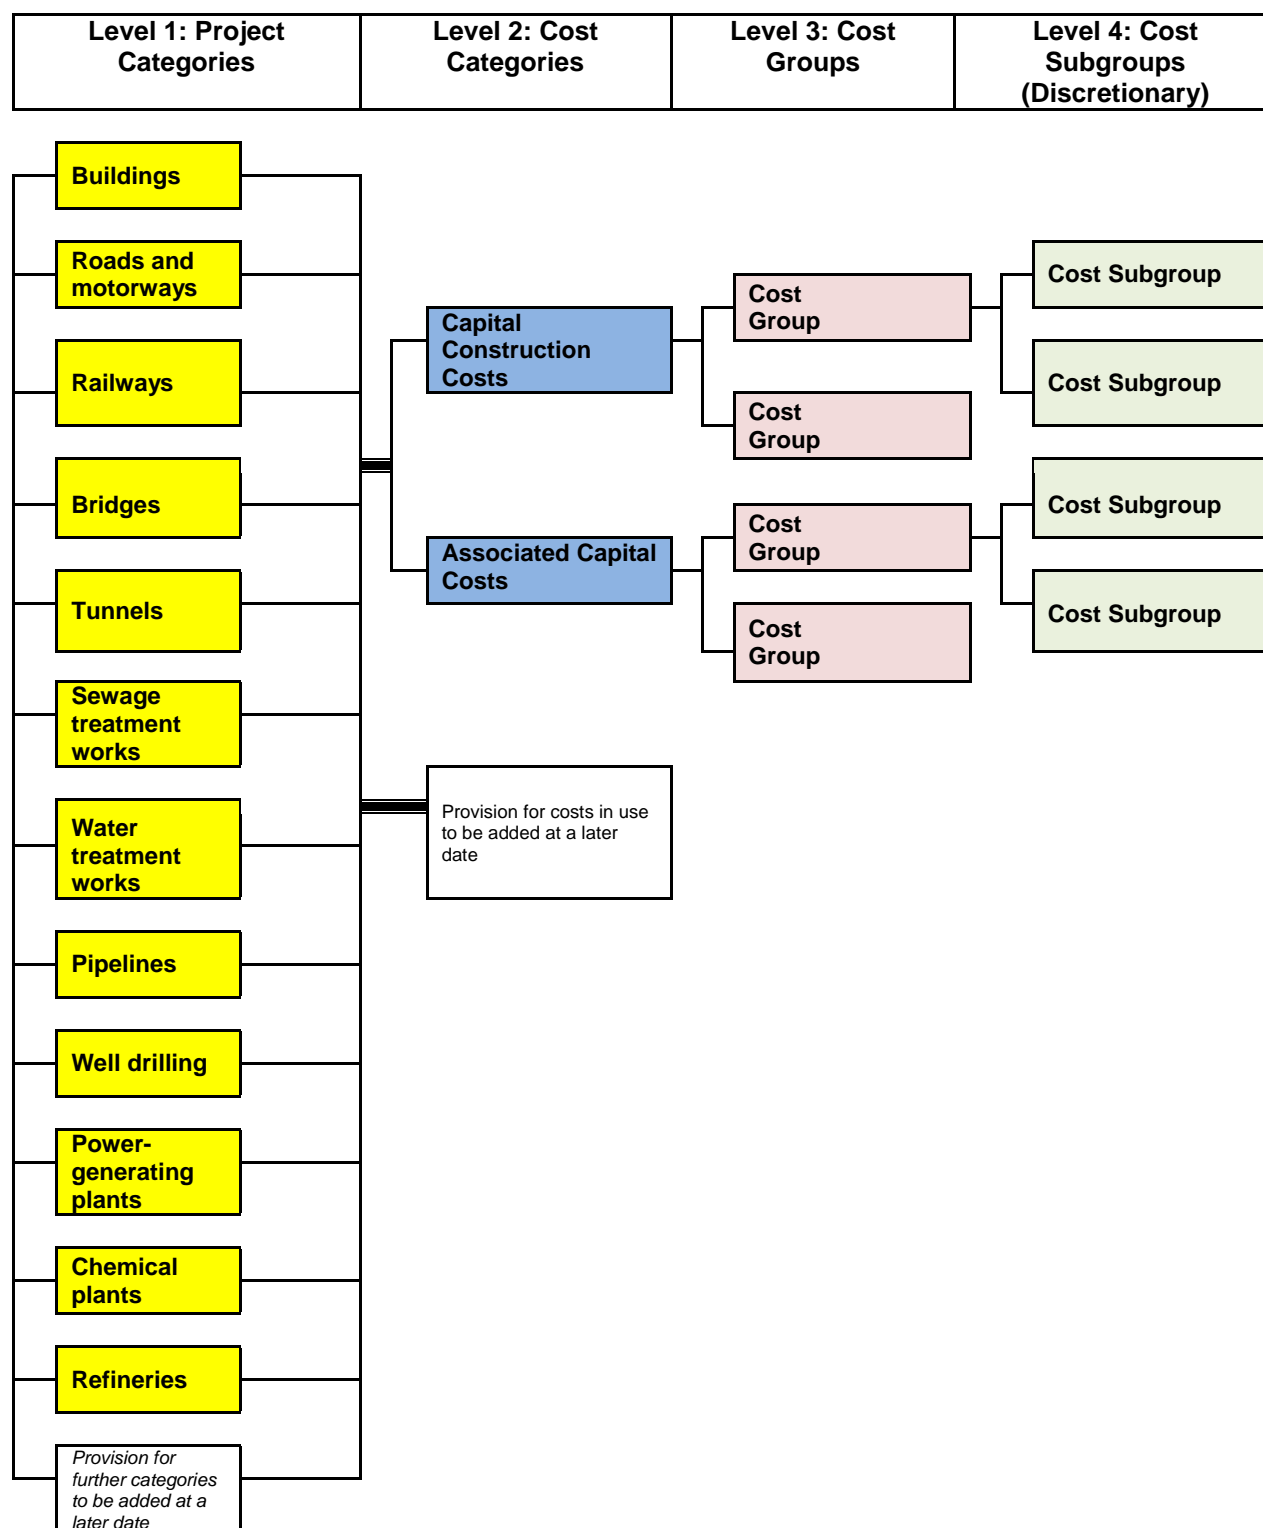 Level 1: Project
Categories
Level 2: Cost
Categories
Level 3: Cost
Groups
Level 4: Cost
Subgroups
(Discretionary)
Buildings
Roads and
motorways
Railways
Bridges
Tunnels
Sewage
treatment
works
Water
treatment
works
Pipelines
Well drilling
Power-
generating
plants
Chemical
plants
Refineries
Provision for
further categories
to be added at a
later date
Capital
Construction
Costs
Associated Capital
Costs
Provision for costs in use
to be added at a later
date
Cost
Group
Cost
Group
Cost
Group
Cost
Group
Cost Subgroup
Cost Subgroup
Cost Subgroup
Cost Subgroup